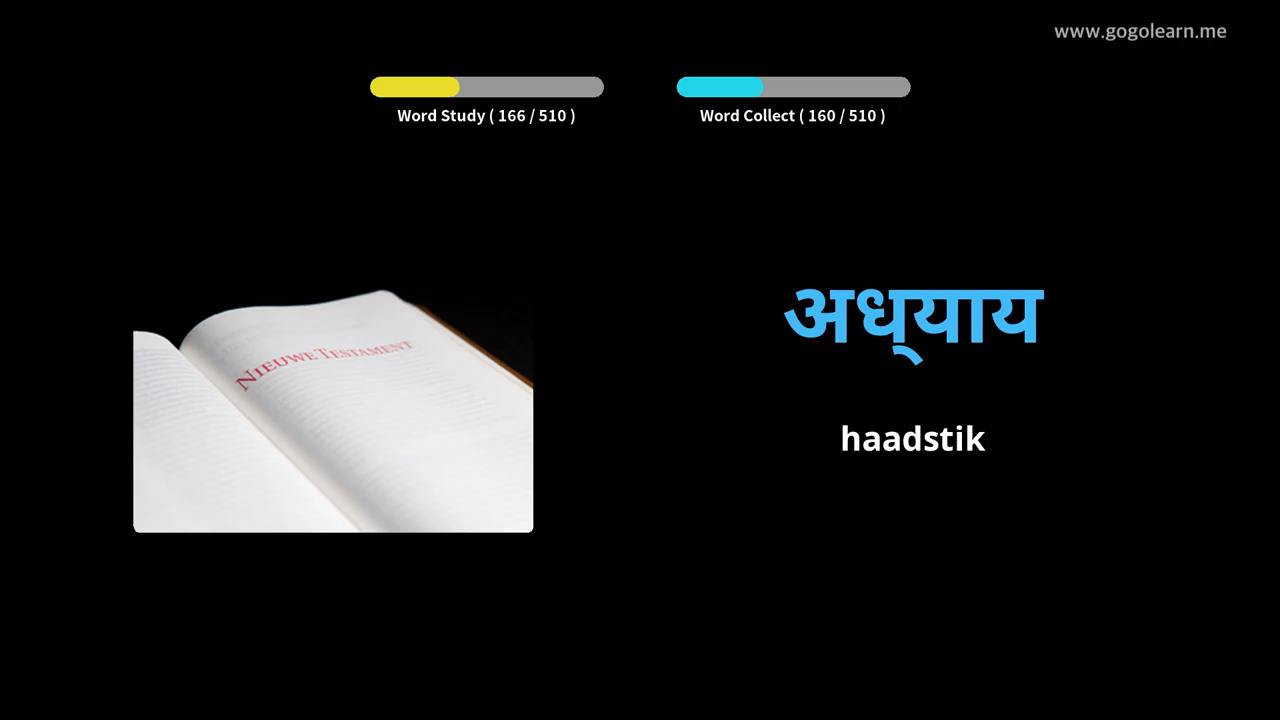 www.gogolearn.me
Word Study ( 166 / 510 )
Word Collect ( 160 / 510 )
NIEUWE TESTAMENT
अध्‌याय
haadstik